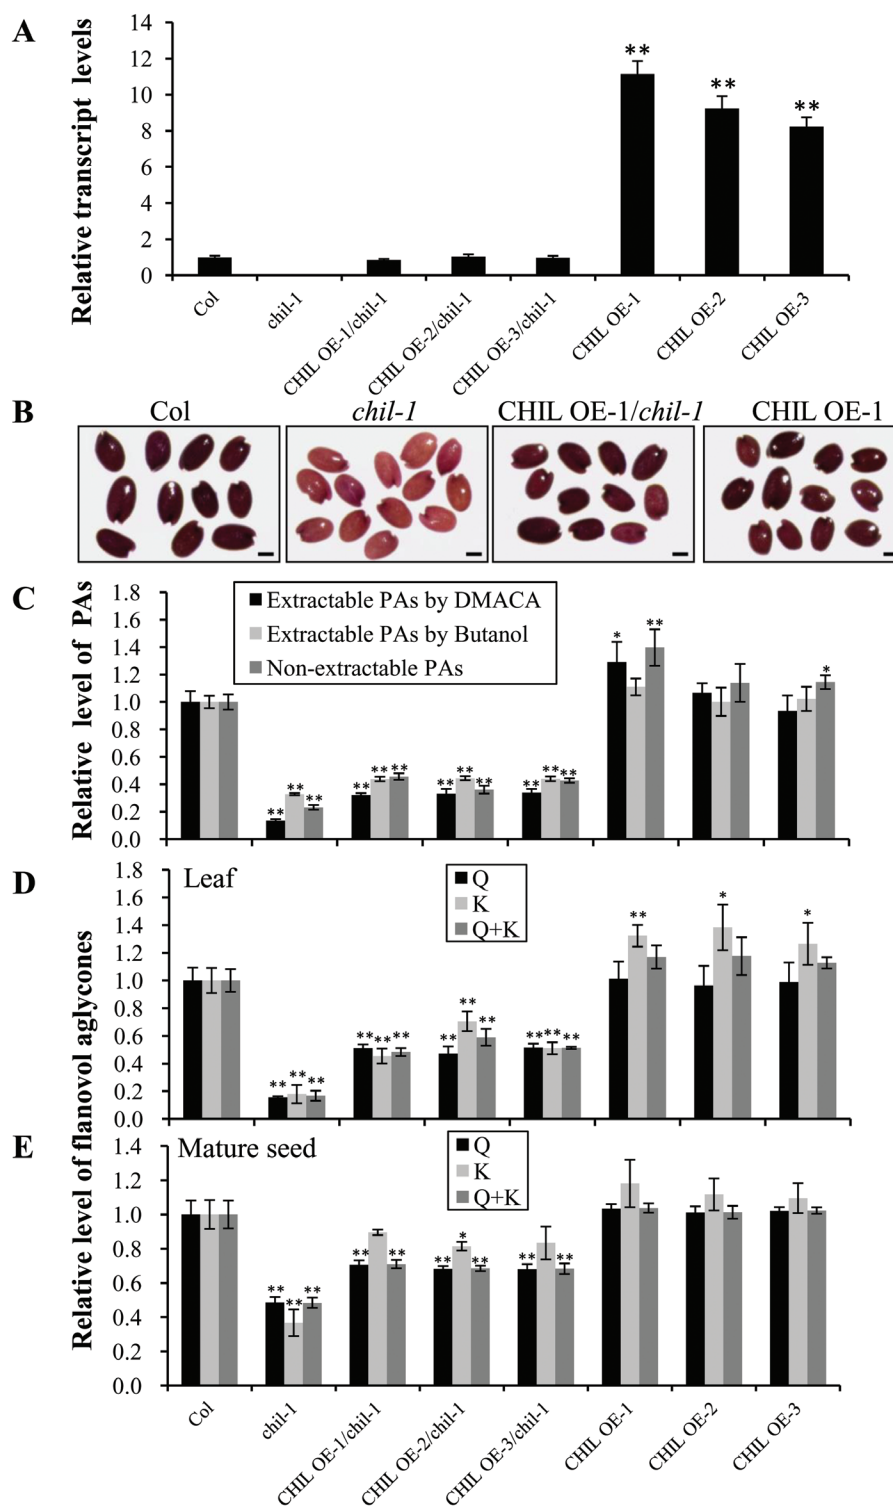 A
Relative transcript levels
14
12
10
8
6
4
2
0
**
**
**
Col
chil-1
CHIL OE-1/chil-1
CHIL OE-2/chil-1
CHIL OE-3/chil-1
CHIL OE-1
CHIL OE-2
CHIL OE-3
B
Col
chil-1
CHIL OE-1/chil-1
CHIL OE-1
C
Relative level of PAs
1.8
1.6
1.4
1.2
1.0
0.8
0.6
0.4
0.2
0.0
Extractable PAs by DMACA
Extractable PAs by Butanol
Non-extractable PAs
** ** **
** ** **
** ** **
** ** **
* **
*
D
Leaf
Relative level of flanovol aglycones
1.8
1.6
1.4
1.2
1.0
0.8
0.6
0.4
0.2
0.0
Q
K
Q+K
** ** **
** ** **
** ** **
** ** **
**
*
*
E
Mature seed
1.4
1.2
1.0
0.8
0.6
0.4
0.2
0.0
Q
K
Q+K
** ** **
** **
** * **
** **
Col
chil-1
CHIL OE-1/chil-1
CHIL OE-2/chil-1
CHIL OE-3/chil-1
CHIL OE-1
CHIL OE-2
CHIL OE-3